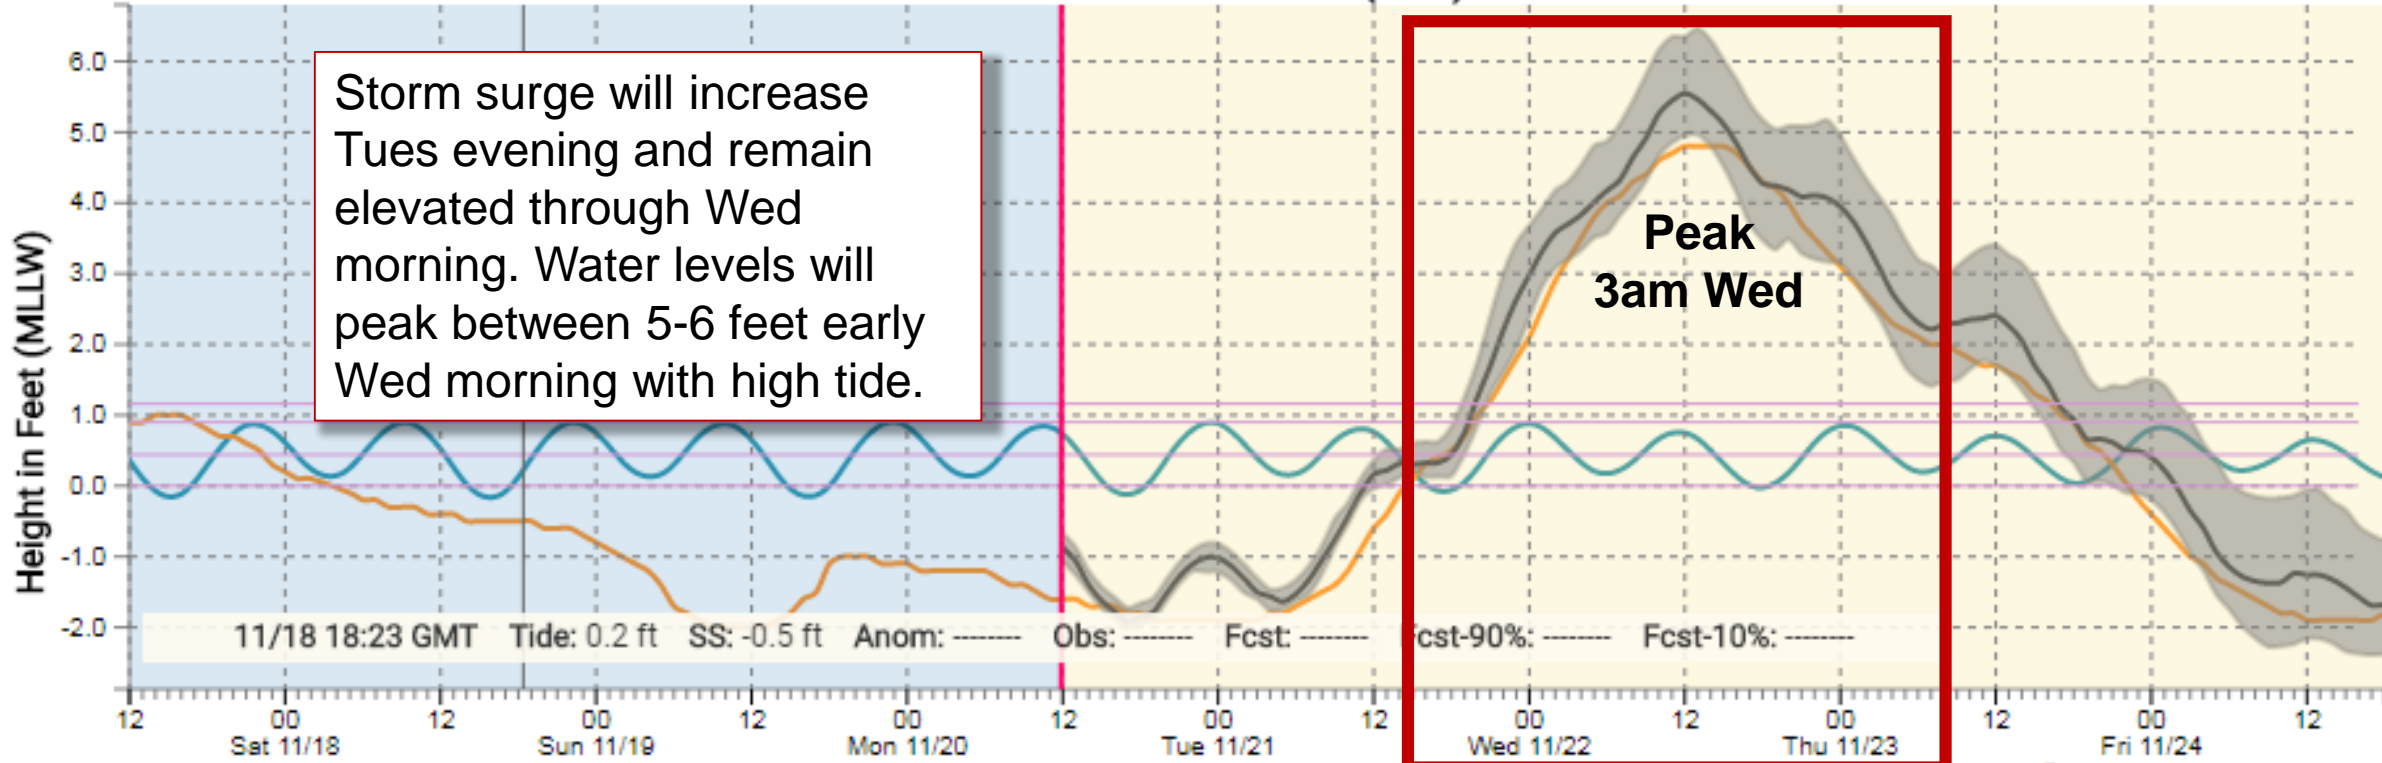 Height in Feet (MLLW)
6.0
5.0
4.0
3.0
2.0
1.0
0.0
-1.0
-2.0
Storm surge will increase
Tues evening and remain
elevated through Wed
morning. Water levels will
peak between 5-6 feet early
Wed morning with high tide.
Peak
3am Wed
11/18 18:23 GMT Tide: 0.2 ft SS: -0.5 ft Anom: -------- Obs: -------- Fcst: -------- Fcst-90%: -------- Fcst-10%: --------
12 00 12 00 12 00 12 00 12 00 12 00 12 00 12
Sat 11/18 Sun 11/19 Mon 11/20 Tue 11/21 Wed 11/22 Thu 11/23 Fri 11/24